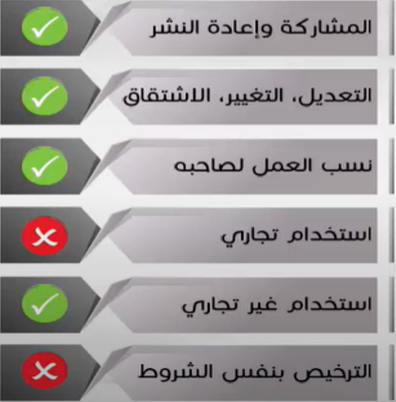 المشاركة وإعادة النشر
التعديل، التغيير، الاشتقاق
نسب العمل لصاحبه
استخدام تجاري
استخدام غير تجاري
الترخيص بنفس الشروط